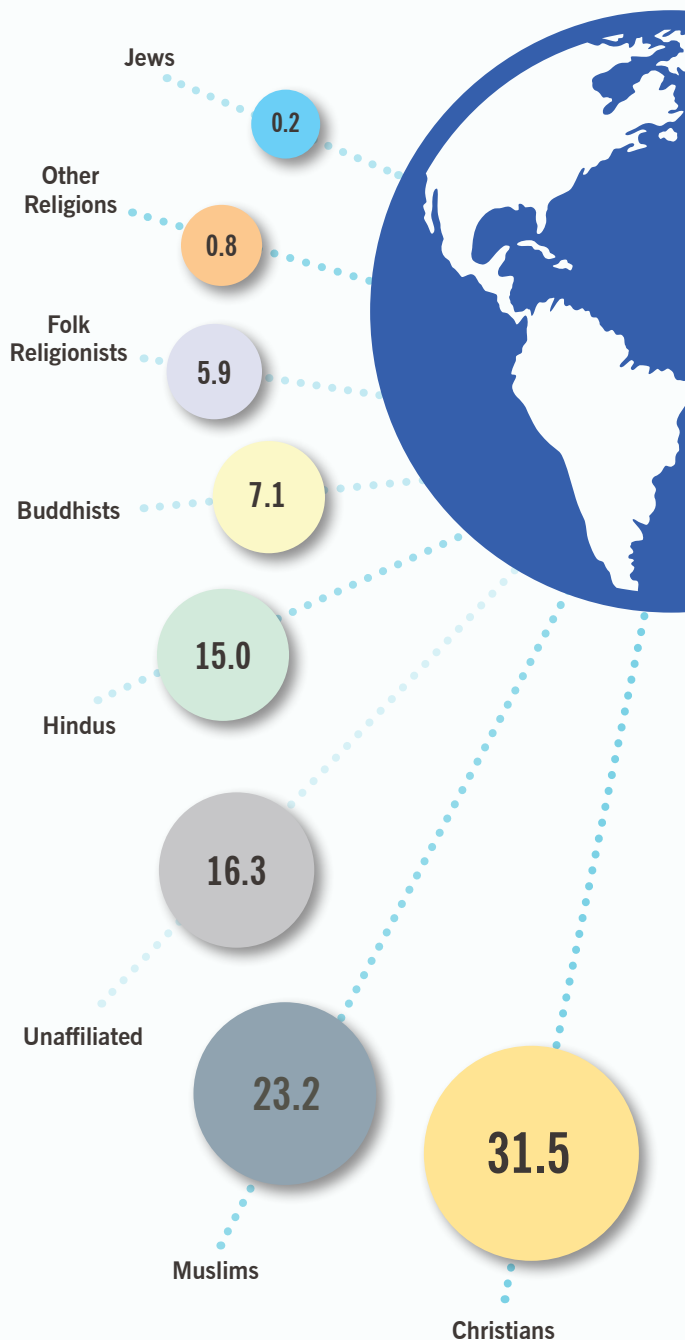 Jews
0.2
Other
Religions
0.8
Folk
Religionists
5.9
Buddhists
7.1
15.0
Hindus
16.3
Unaffiliated
23.2
Muslims
31.5
Christians